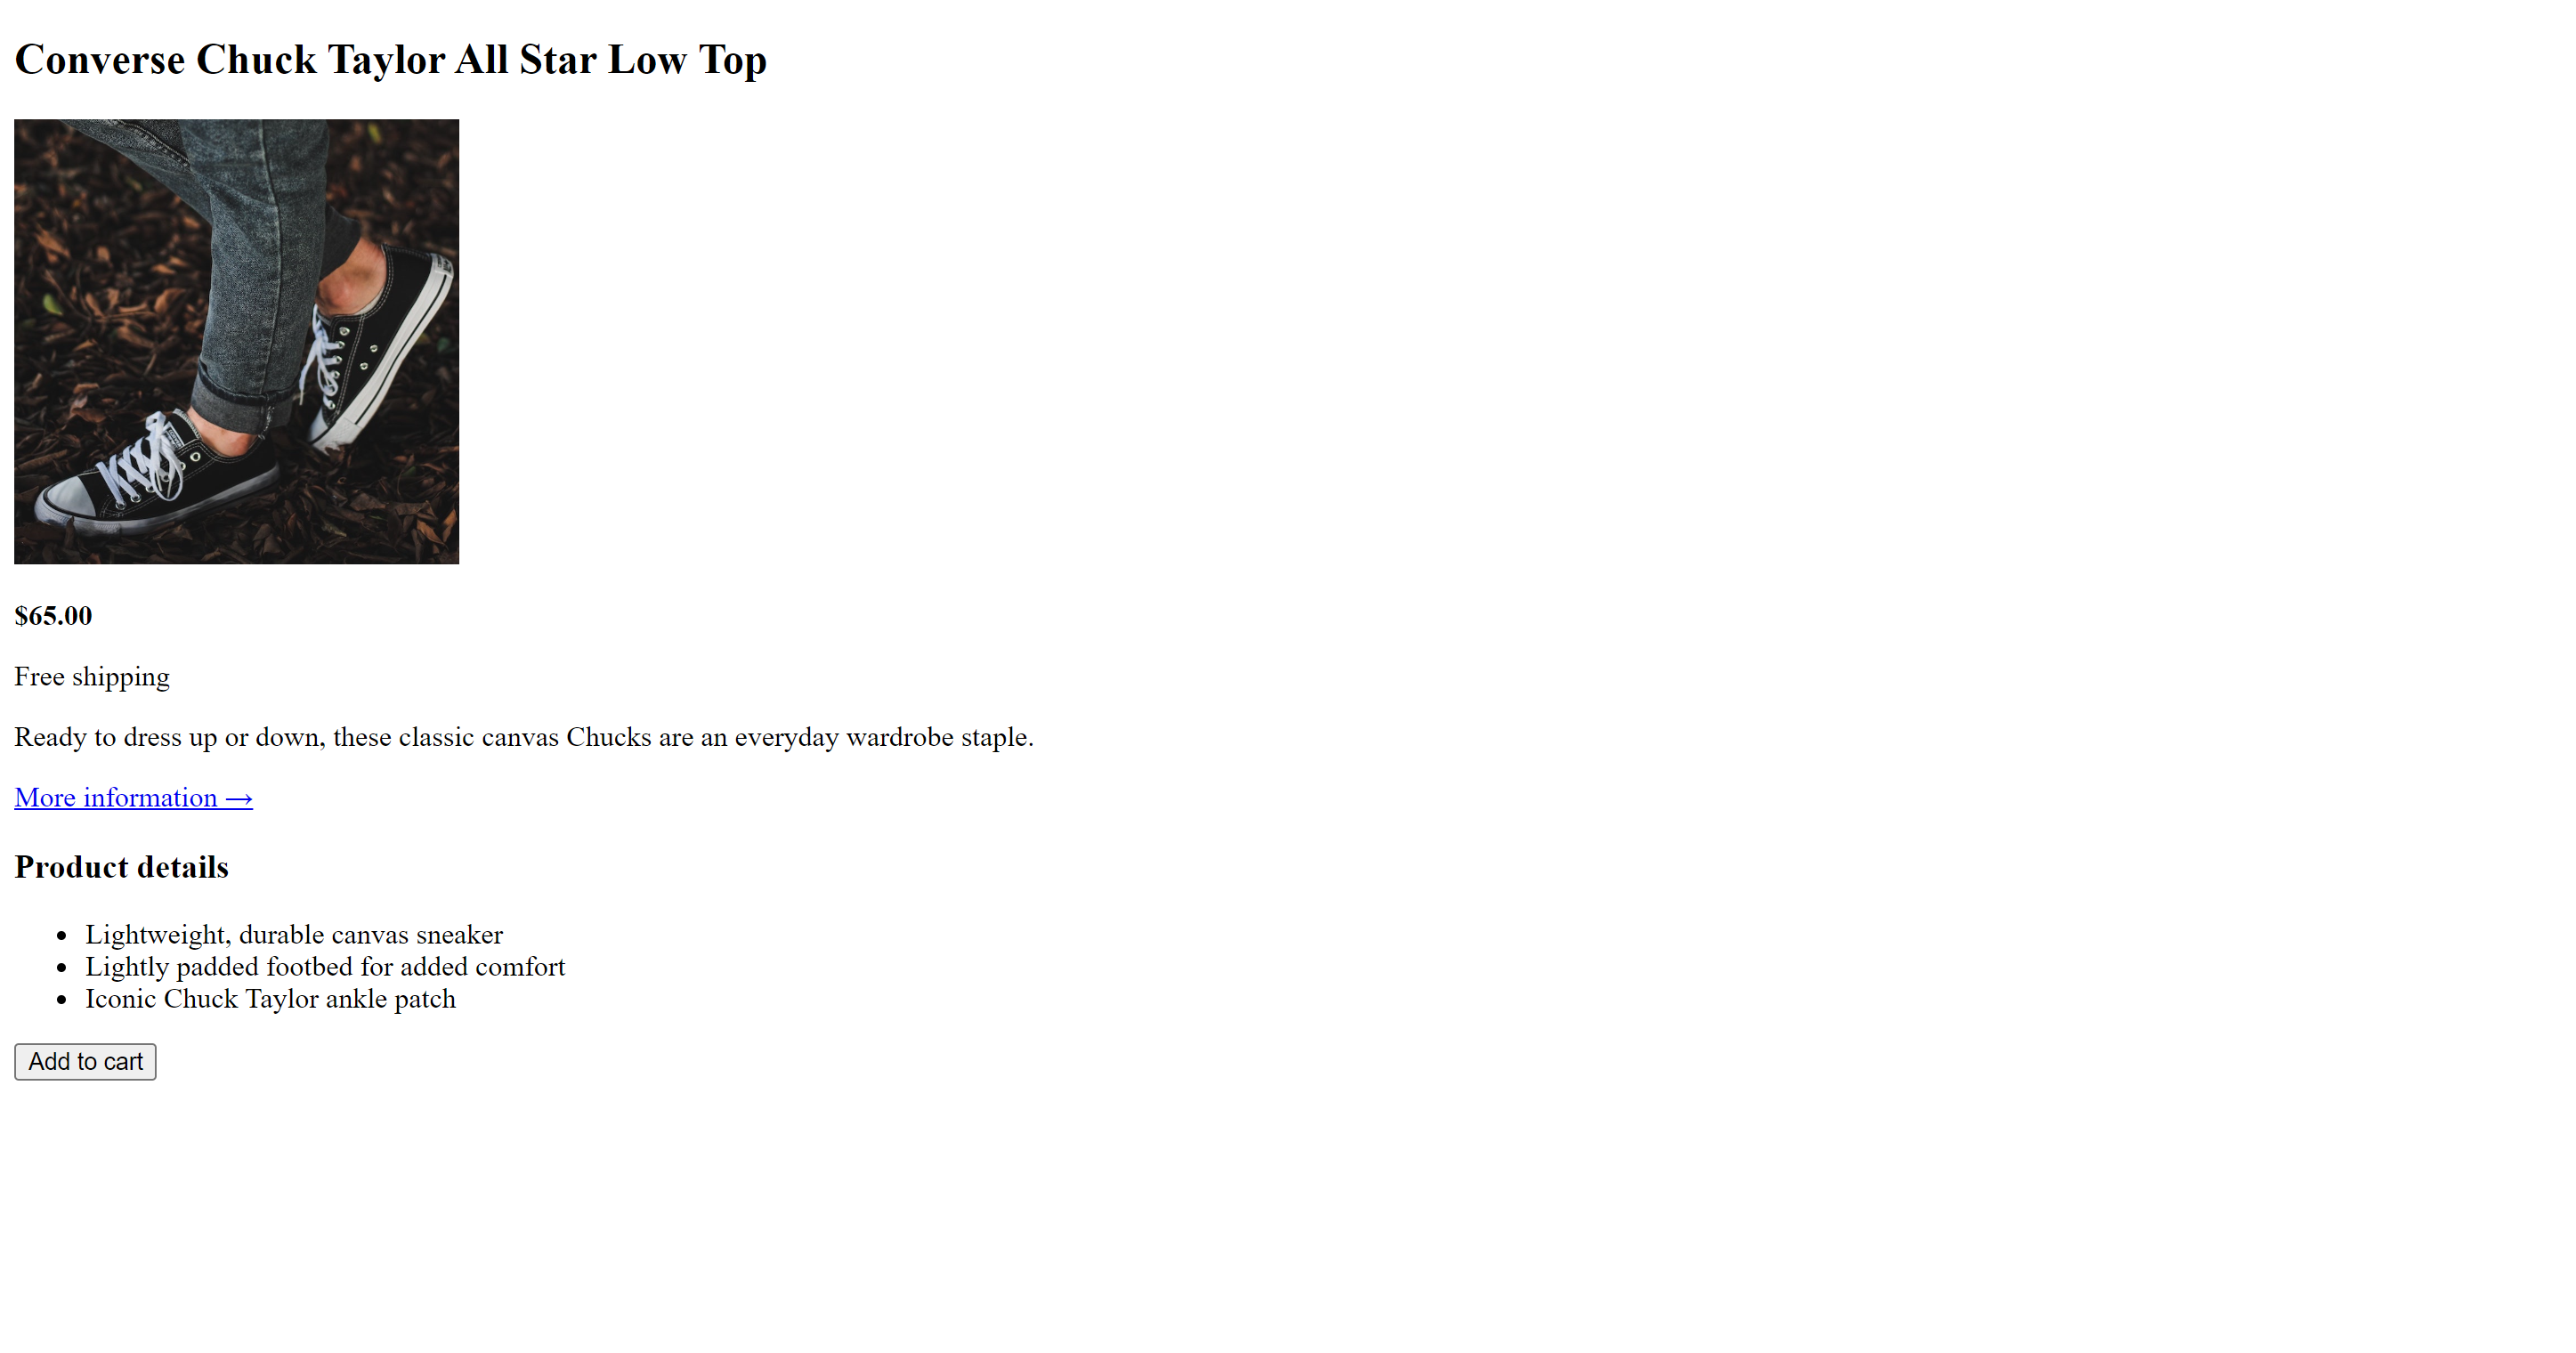 Converse Chuck Taylor All Star Low Top
$65.00
Free shipping
Ready to dress up or down, these classic canvas Chucks are an everyday wardrobe staple.
More information →
Product details
• Lightweight, durable canvas sneaker
• Lightly padded footbed for added comfort
• Iconic Chuck Taylor ankle patch
Add to cart